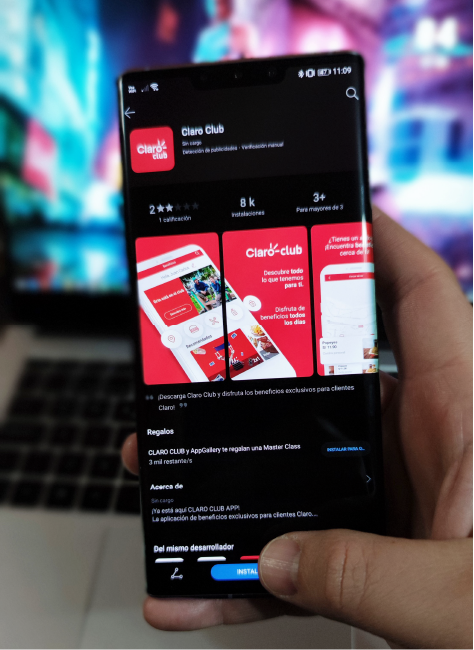 11:09
Claro Club
Sin cargo
Detección de publicidades · Verificación manual
Claro-
club
2
8 k
3+
1 calificación
Instalaciones
Para mayores de 3
Claro-club
Descubre todo
lo que tenemos
para ti.
Disfruta de
beneficios todos
los días
¿Tienes un
¡Encuentra
cerca de
¡Descarga Claro Club y disfruta los beneficios exclusivos para clientes
Claro!
Regalos
CLARO CLUB y AppGallery te regalan una Master Class
INSTALAR PARA O...
3 mil restante/s
Acerca de
Sin cargo
¡Ya está aquí CLARO CLUB APP!
La aplicación de beneficios exclusivos para clientes Claro....
Del mismo desarrollador
INSTAL